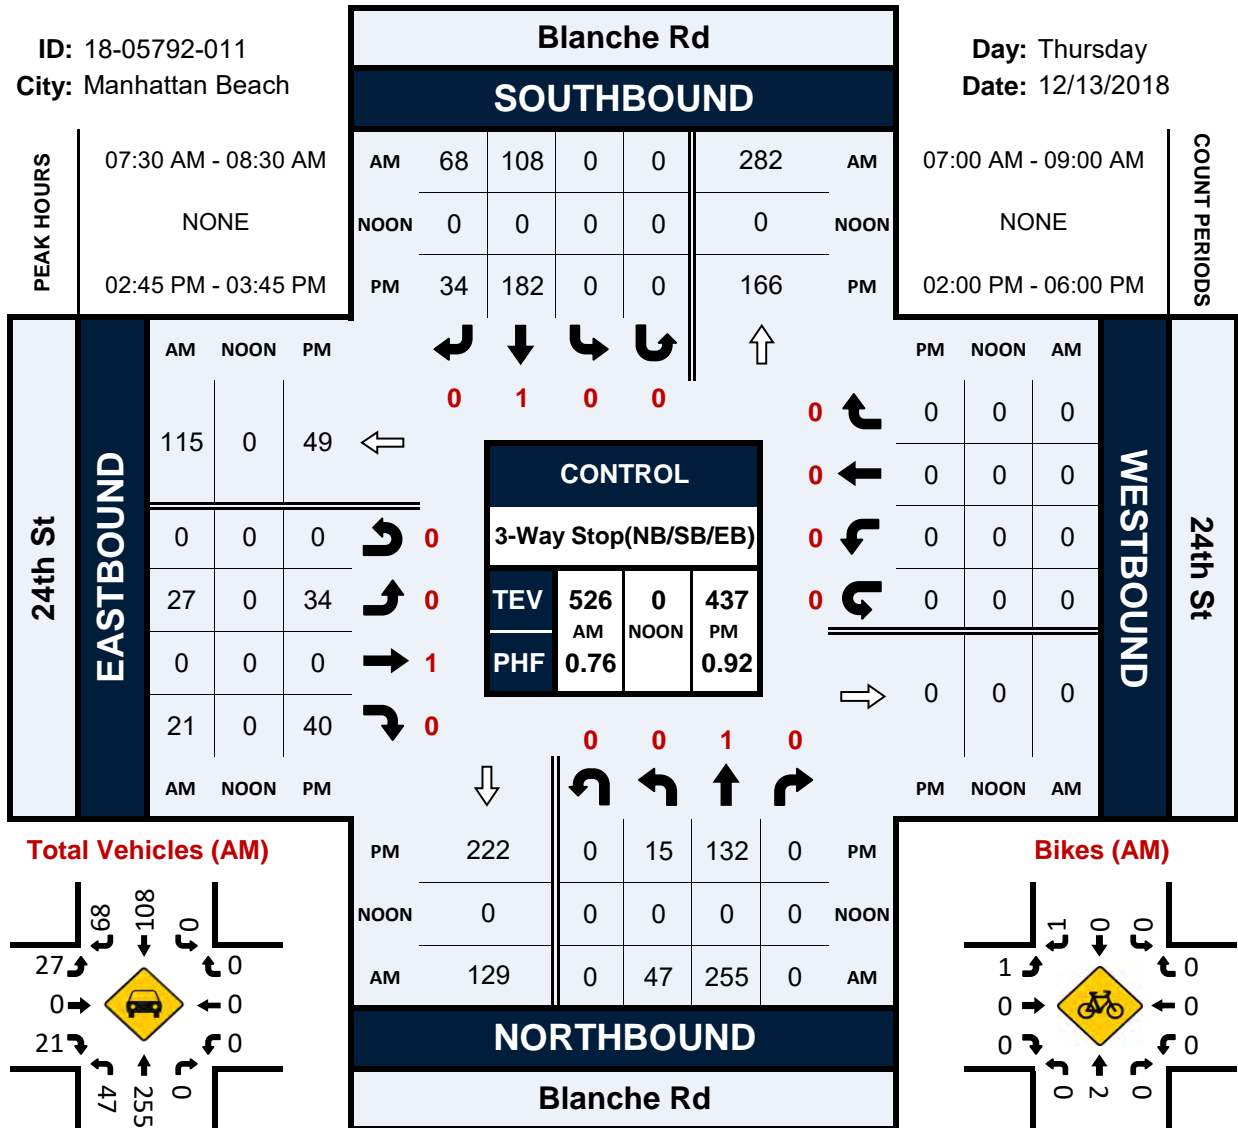 ID: 18-05792-011
City: Manhattan Beach
Blanche Rd
SOUTHBOUND
Day: Thursday
Date: 12/13/2018
PEAK HOURS
07:30 AM - 08:30 AM
NONE
02:45 PM - 03:45 PM
AM 68 108 0 0 282 AM
NOON 0 0 0 0 0 NOON
PM 34 182 0 0 166 PM
07:00 AM - 09:00 AM
NONE
02:00 PM - 06:00 PM
COUNT PERIODS
0 1 0 0
24th St
EASTBOUND
AM NOON PM
115 0 49
0 0 0 0
27 0 34 0
0 0 0 1
21 0 40 0
AM NOON PM
CONTROL
3-Way Stop(NB/SB/EB)
TEV 526 0 437
AM NOON PM
PHF 0.76 0.92
PM NOON AM
0 0 0 0
0 0 0 0
0 0 0 0
0 0 0 0
0 0 0
PM NOON AM
WESTBOUND
24th St
0 0 1 0
PM 222 0 15 132 0 PM
NOON 0 0 0 0 0 NOON
AM 129 0 47 255 0 AM
NORTHBOUND
Blanche Rd
Total Vehicles (AM)
68 108 0
27 0
0 0
21 0
47 255 0
Bikes (AM)
1 0 0
1 0
0 0
0 0
0 2 0